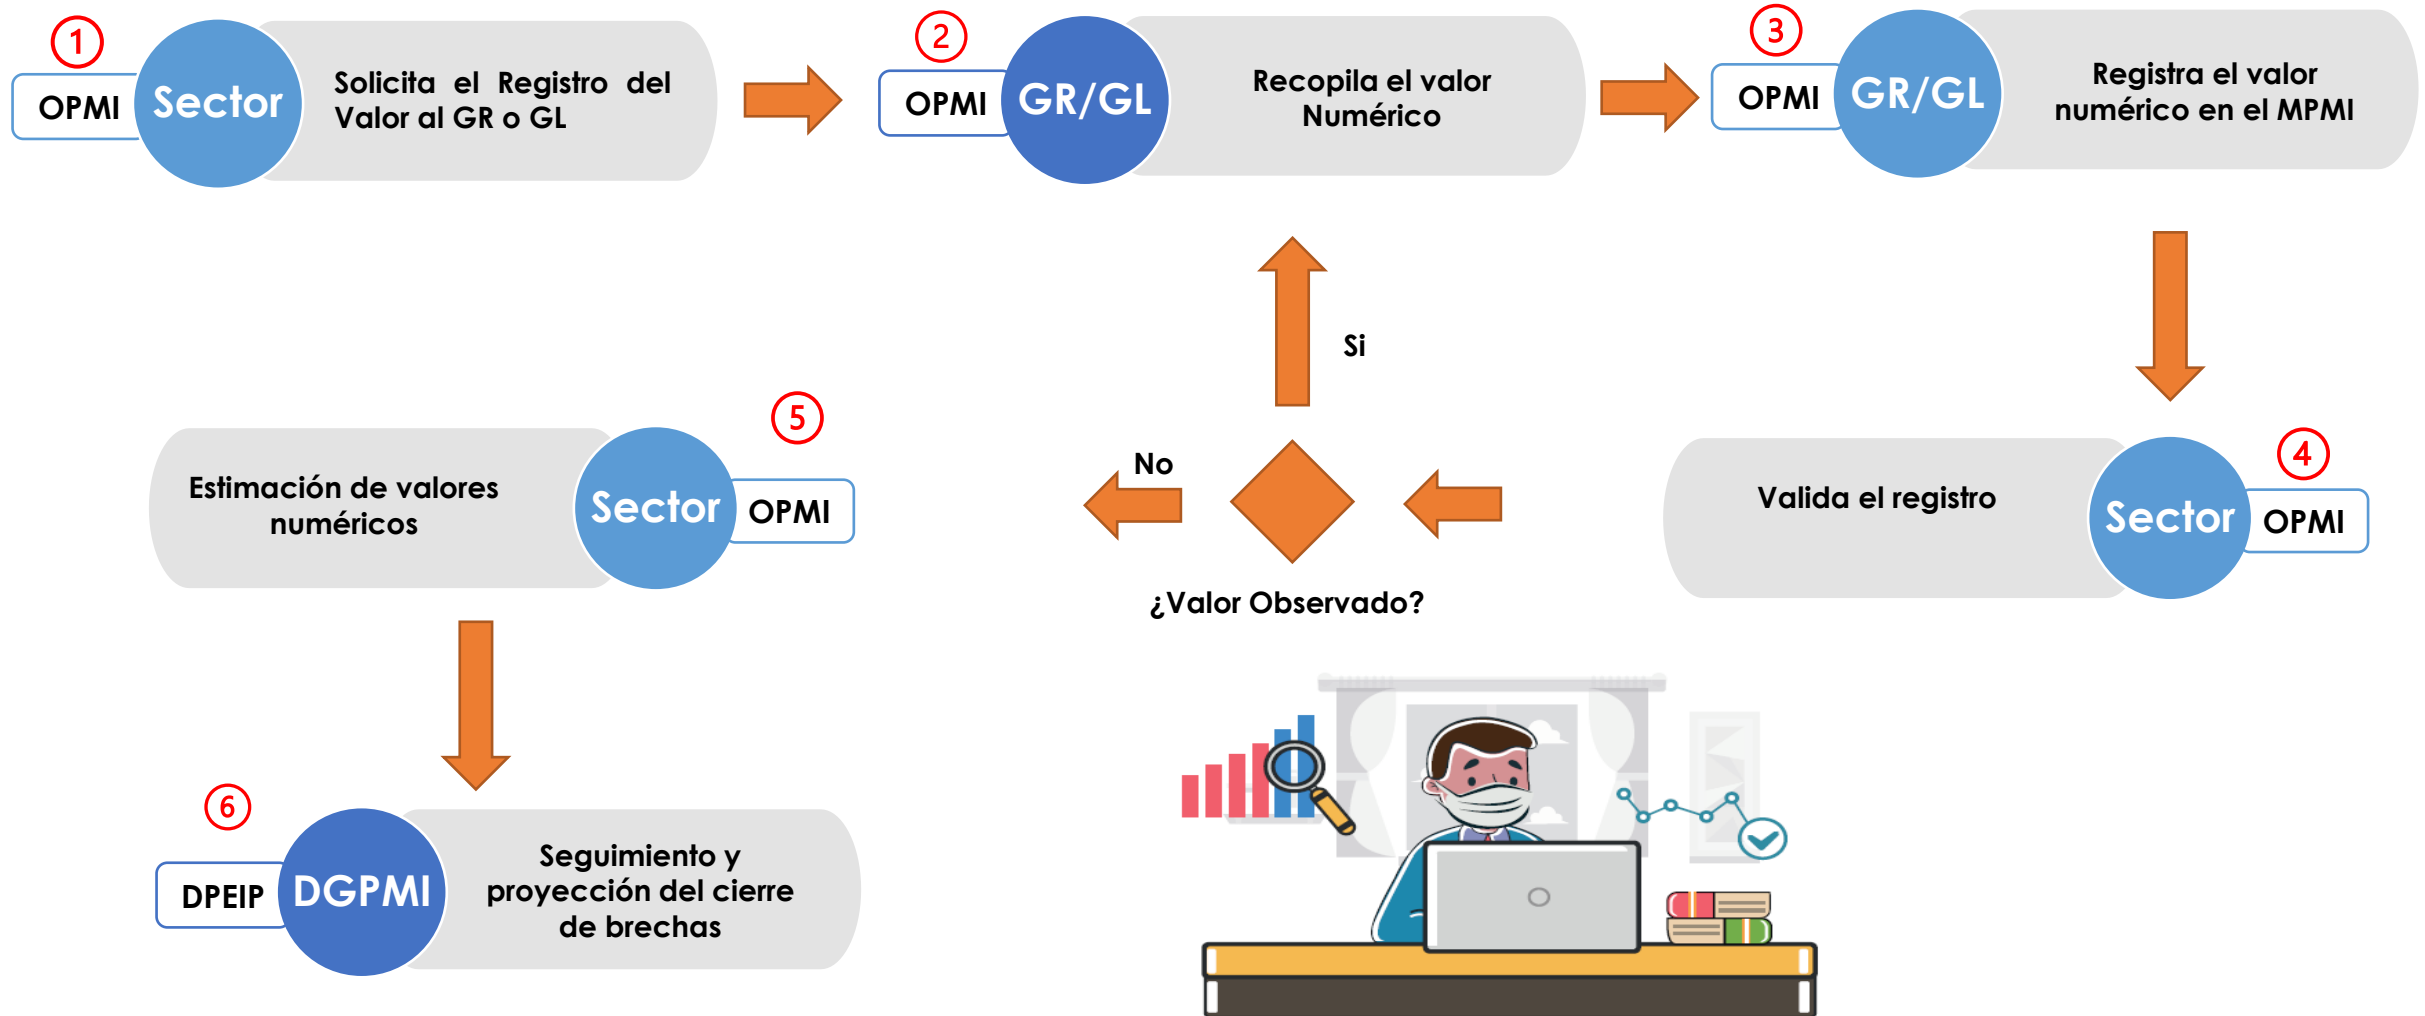 1
OPMI
Sector
Solicita el Registro del
Valor al GR o GL
2
OPMI
GR/GL
Recopila el valor
Numérico
3
OPMI
GR/GL
Registra el valor
numérico en el MPMI
Si
4
Valida el registro
Sector
OPMI
¿Valor Observado?
No
5
Estimación de valores
numéricos
Sector
OPMI
6
DPEIP
DGPMI
Seguimiento y
proyección del cierre
de brechas